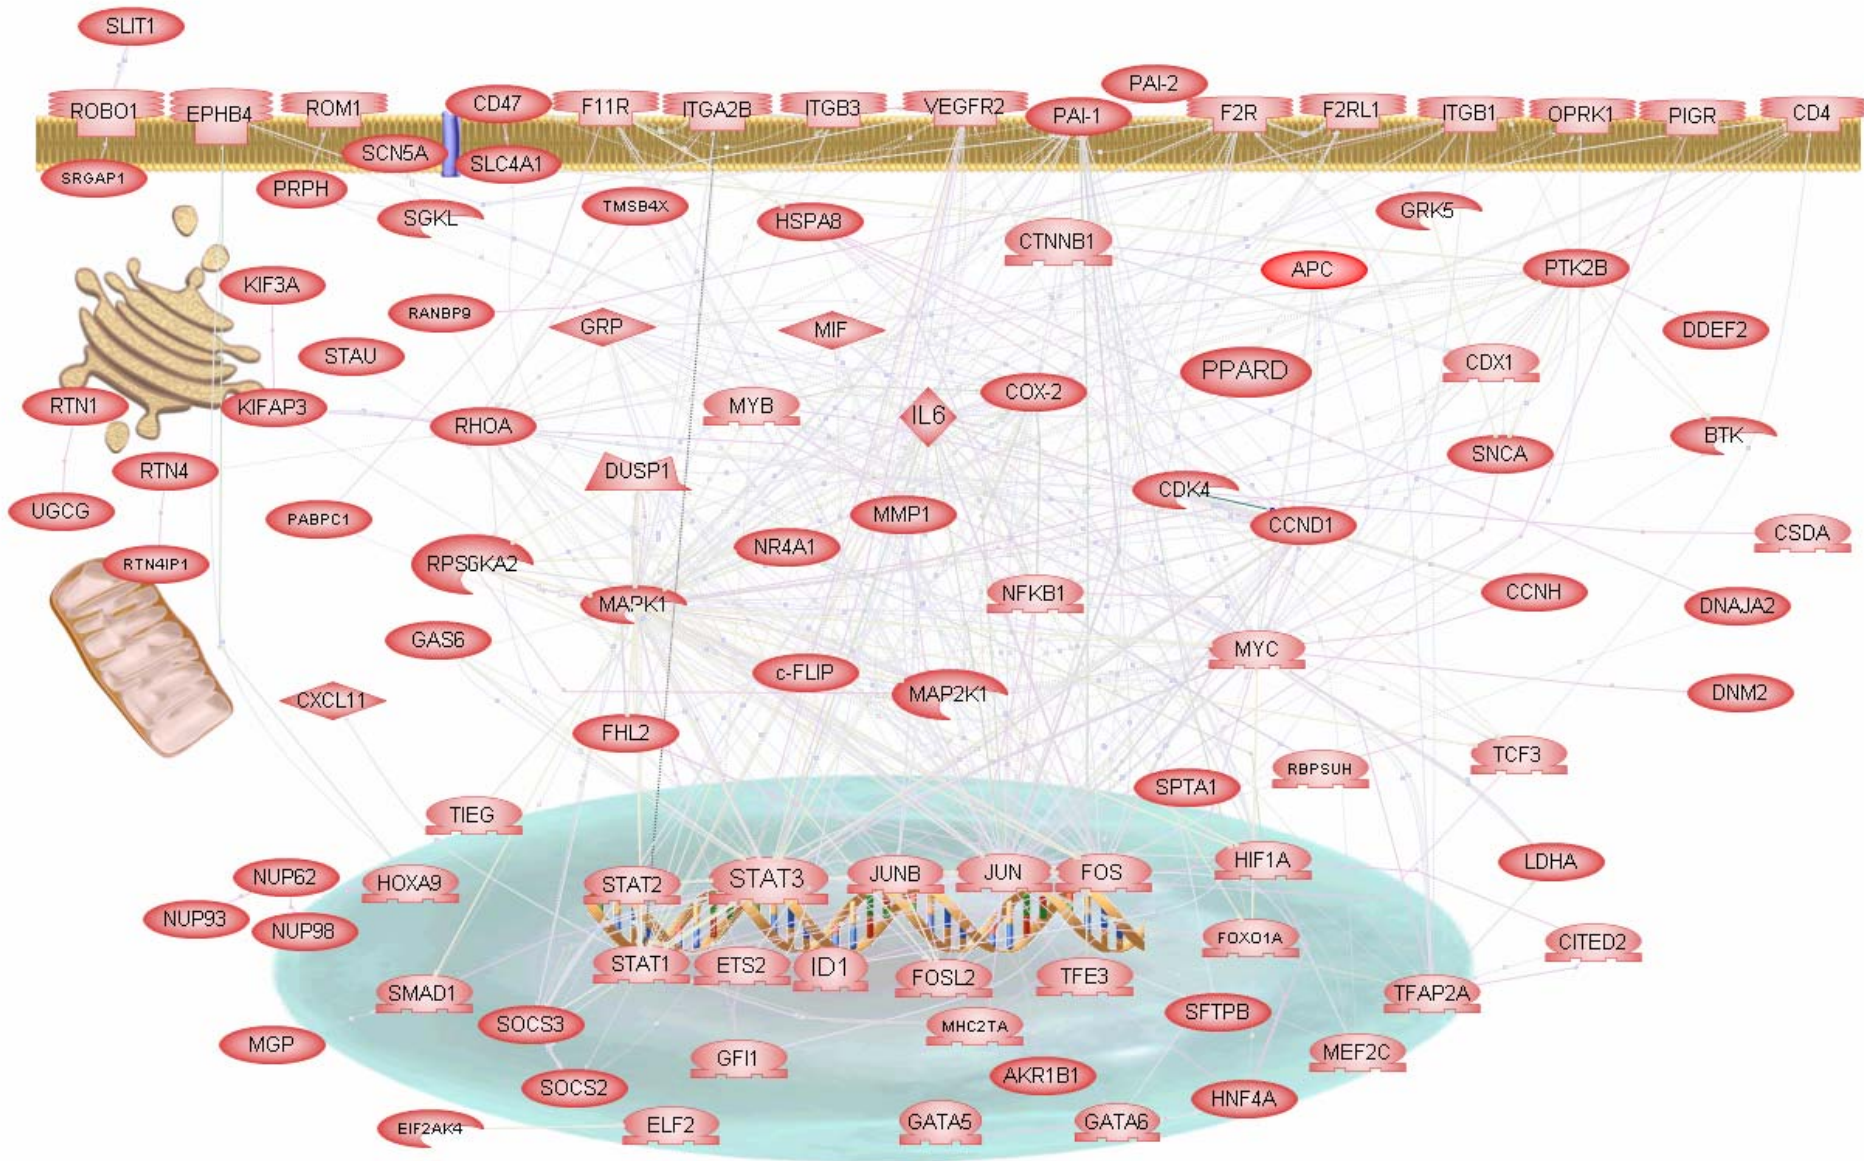 SLIT1
PAI-2
ROBO1
EPHB4
ROM1
CD47
F11R
ITGA2B
ITGB3
VEGFR2
PAI-1
F2R
F2RL1
ITGB1
OPRK1
PIGR
CD4
SCN5A
SLC4A1
SRGAP1
PRPH
SGKL
TMSB4X
HSPA8
GRK5
CTNNB1
APC
PTK2B
KIF3A
RANBP9
GRP
MIF
DDEF2
STAU
PPARD
CDX1
RTN1
KIFAP3
RHOA
MYB
IL6
COX-2
BTK
RTN4
DUSP1
SNCA
CDK4
UGCG
PABPC1
MMP1
CCND1
CSDA
RTN4IP1
RPS6KA2
NR4A1
MAPK1
NFKB1
CCNH
DNAJA2
GAS6
MYC
CXCL11
c-FLIP
MAP2K1
DNM2
FHL2
RBPSUH
TCF3
SPTA1
TIEG
NUP62
HOXA9
STAT2
STAT3
JUNB
JUN
FOS
HIF1A
LDHA
NUP93
NUP98
FOXO1A
CITED2
STAT1
ETS2
ID1
FOSL2
TFE3
SMAD1
TFAP2A
SOCS3
MHC2TA
SFTPB
MGP
GFI1
MEF2C
SOCS2
AKR1B1
HNF4A
EIF2AK4
ELF2
GATA5
GATA6